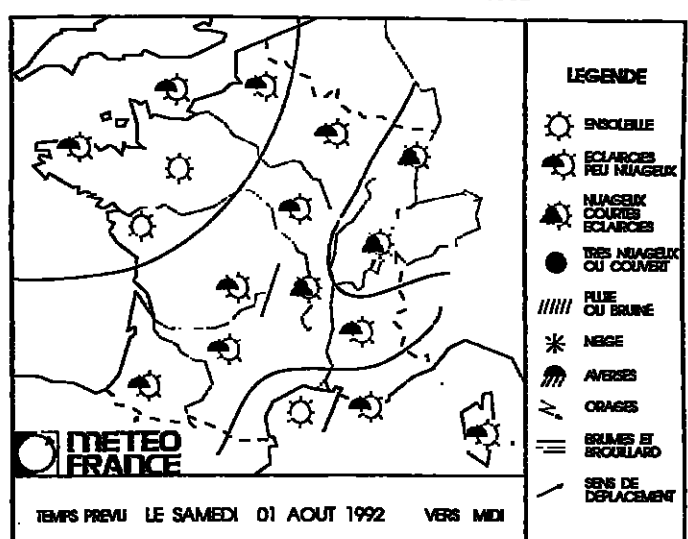 LEGENDE
ENSOLEILLE
ECLAIRCIES
PEU NUAGEUX
NUAGEUX
COURTES
ECLAIRCIES
TRES NUAGEUX
OU COUVERT
PLUIE
OU BRUINE
NEIGE
AVERSES
ORAGES
BRUMES ET
BROUILLARD
SENS DE
DEPLACEMENT
METEO
FRANCE
TEMPS PREVU LE SAMEDI 01 AOUT 1992 VERS MIDI